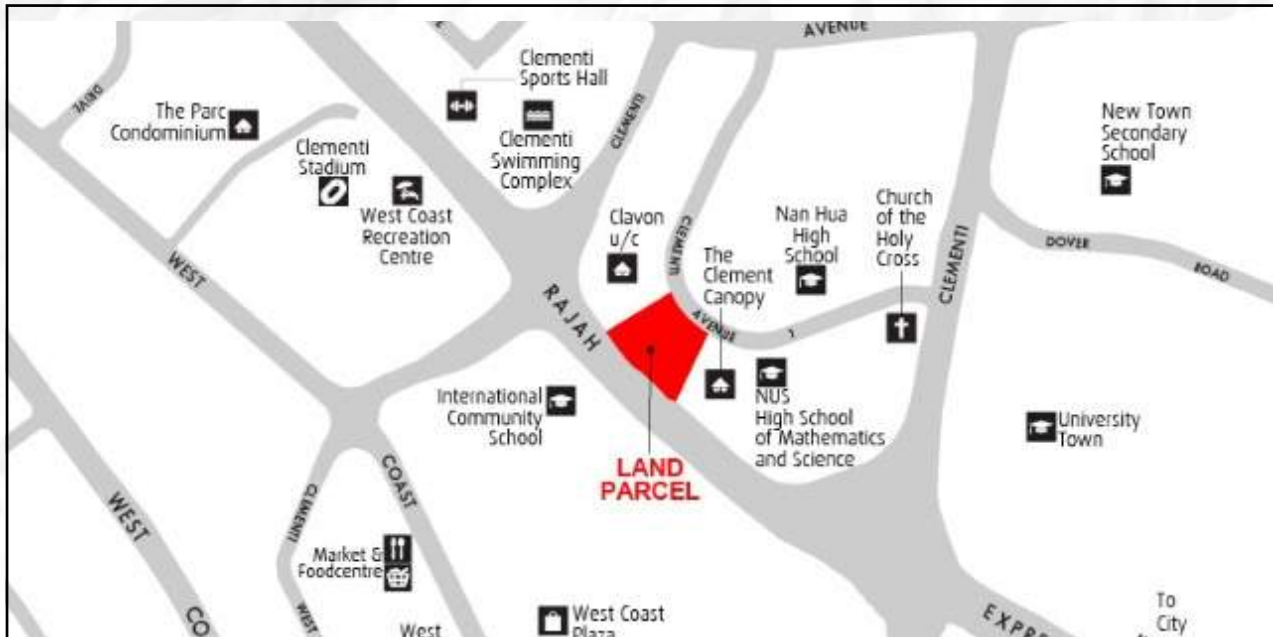 AVENUE
Clementi
Sports Hall
DRIVE
The Parc
Condominium
Clementi
Stadium
Clementi
Swimming
Complex
CLEMENTI
New Town
Secondary
School
West Coast
Recreation
Centre
Clavon
u/c
CLEMENTI
Nan Hua
High
School
Church
of the
Holy
Cross
The
Clement
Canopy
WEST
RAJAH
AVENUE
1
CLEMENTI
DOVER
ROAD
International
Community
School
NUS
High School
of Mathematics
and Science
University
Town
LAND
PARCEL
COAST
WEST
CLEMENTI
Market &
Foodcentre
WEST
CO
West
West Coast
Plaza
EXPR
To
City